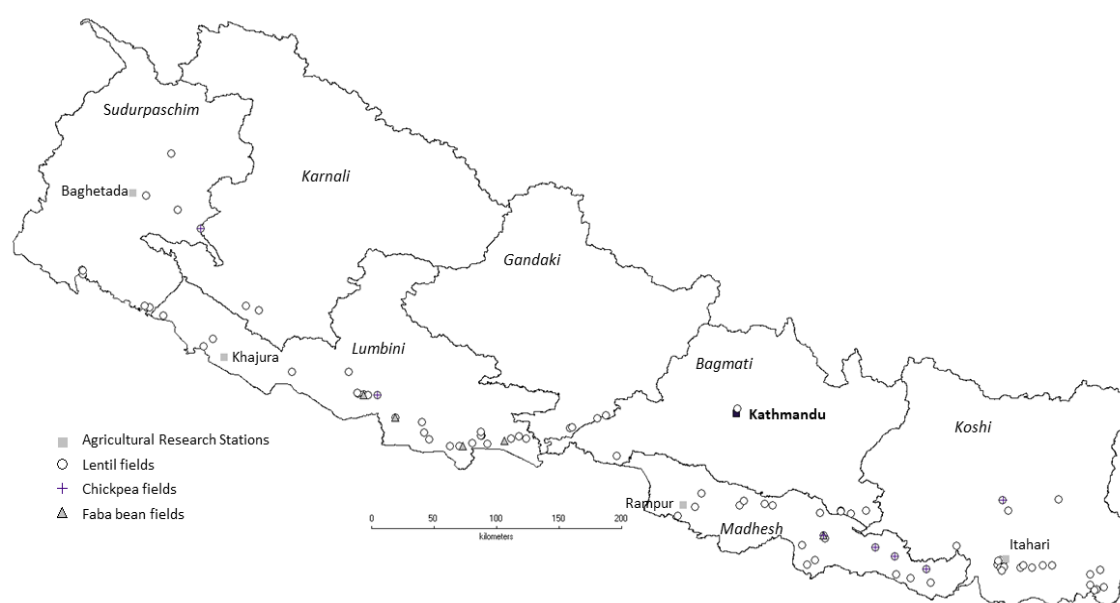 Sudurpaschim
Karnali
Baghetada
Gandaki
Lumbini
Khajura
Bagmati
Kathmandu
Koshi
Agricultural Research Stations
Lentil fields
Chickpea fields
Faba bean fields
0 50 100 150 200
kilometers
Rampur
Madhesh
Itahari